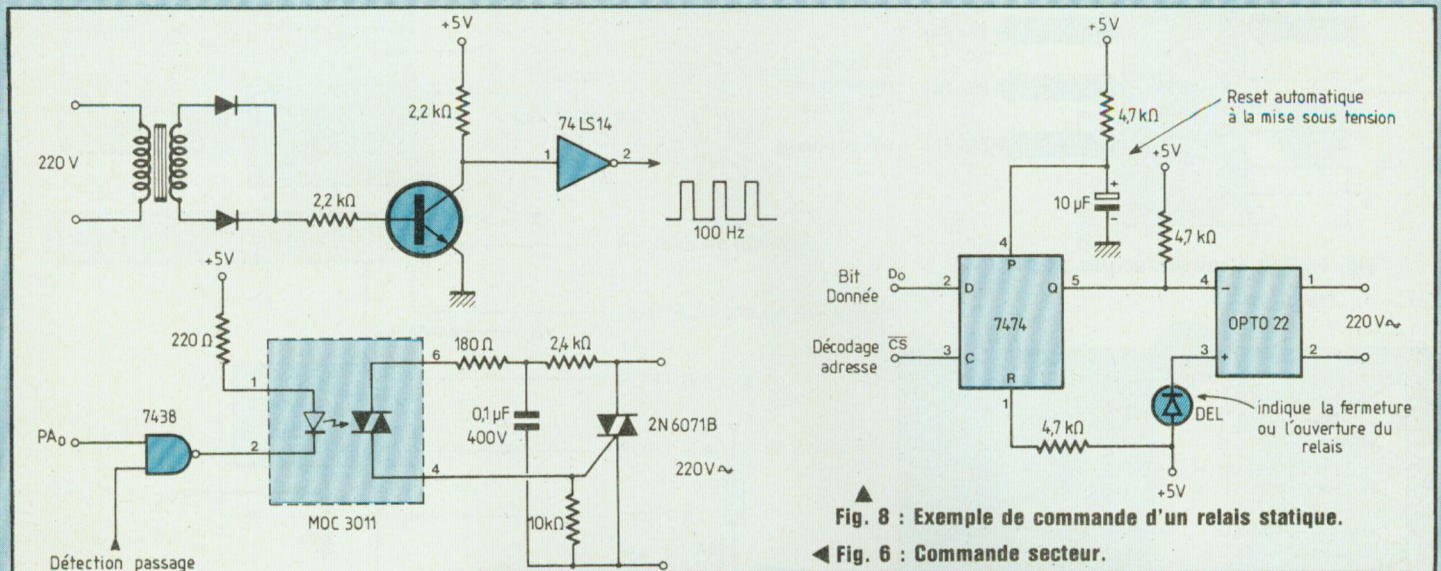 +5V
2,2 kΩ
74 LS14
1
2
220 V
2,2 kΩ
100 Hz
+5V
220 Ω
1
6
180 Ω
2,4 kΩ
7438
PA0
2
0,1 µF
400V
2N 6071B
4
220V~
10kΩ
MOC 3011
Détection passage
+5V
4,7 kΩ
Reset automatique
à la mise sous tension
+5V
+
10 µF
-
4,7 kΩ
4
P
Bit
Donnée
D0
2
D
Q
5
4
-
1
7474
OPTO 22
220 V~
Décodage
adresse
CS
3
C
3
+
2
R
1
DEL
indique la fermeture
ou l'ouverture du
relais
4,7 kΩ
+5V
▲
Fig. 8 : Exemple de commande d'un relais statique.
◀ Fig. 6 : Commande secteur.